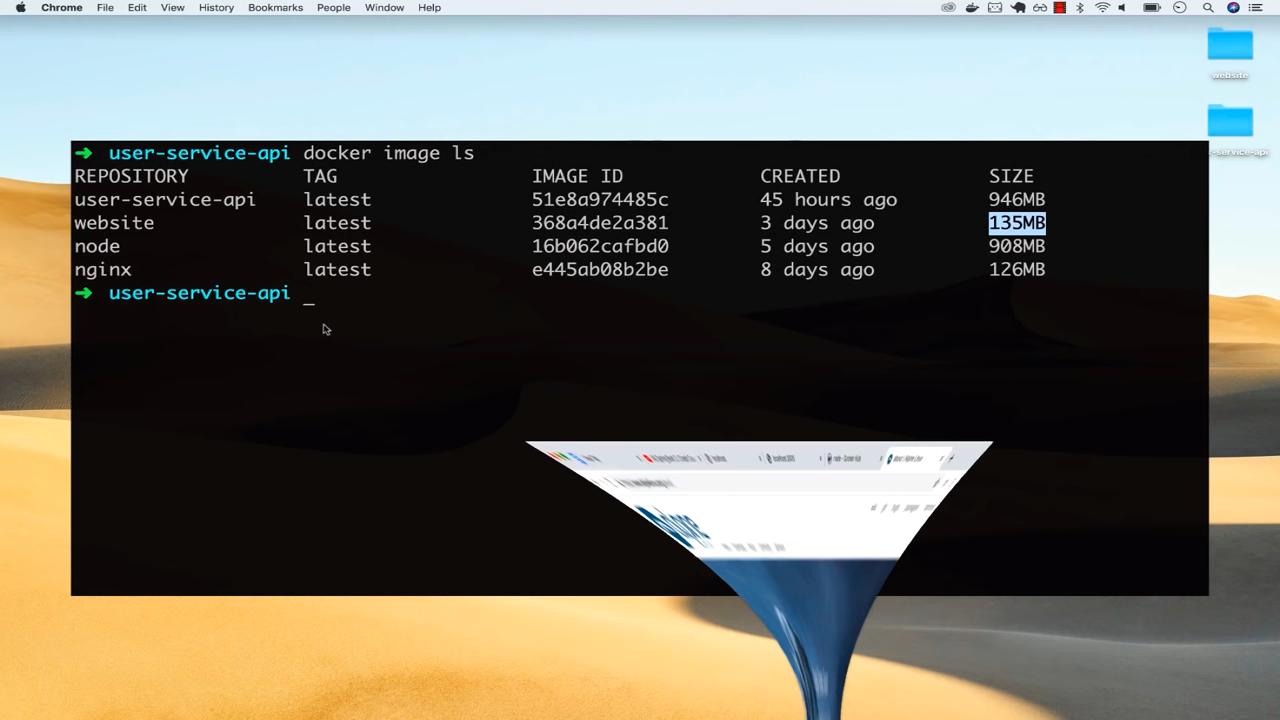 Chrome File Edit View History Bookmarks People Window Help
website
➜ user-service-api docker image ls
REPOSITORY TAG IMAGE ID CREATED SIZE
user-service-api latest 51e8a974485c 45 hours ago 946MB
website latest 368a4de2a381 3 days ago 135MB
node latest 16b062cafbd0 5 days ago 908MB
nginx latest e445ab08b2be 8 days ago 126MB
➜ user-service-api _